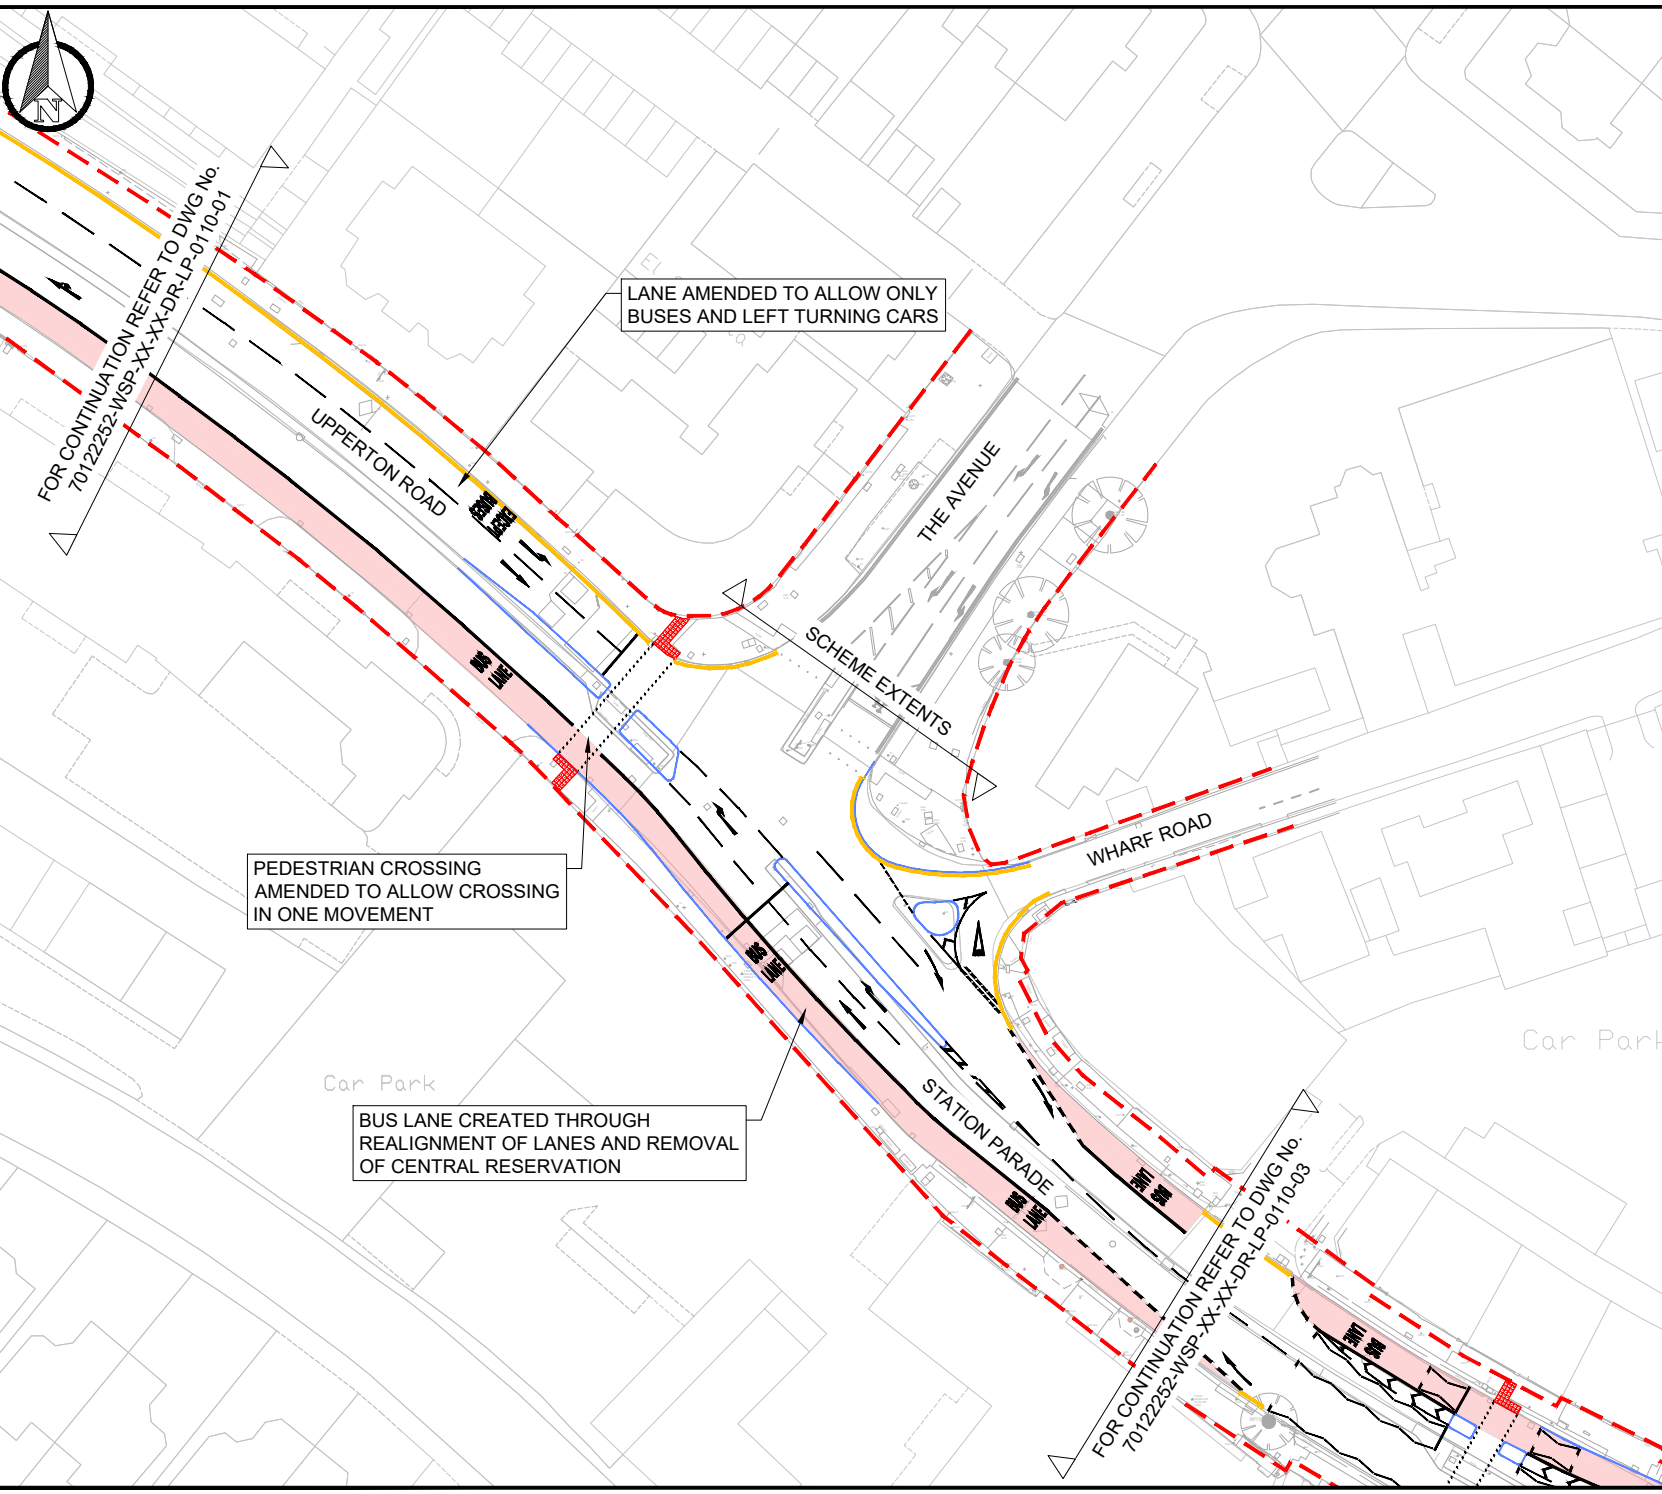 N
FOR CONTINUATION REFER TO DWG No.
70122252-WSP-XX-XX-DR-LP-0110-01
LANE AMENDED TO ALLOW ONLY
BUSES AND LEFT TURNING CARS
UPPERTON ROAD
THE AVENUE
SCHEME EXTENTS
BUS
LANE
WHARF ROAD
PEDESTRIAN CROSSING
AMENDED TO ALLOW CROSSING
IN ONE MOVEMENT
BUS
LANE
Car Park
Car Park
BUS LANE CREATED THROUGH
REALIGNMENT OF LANES AND REMOVAL
OF CENTRAL RESERVATION
STATION PARADE
BUS
LANE
BUS
LANE
FOR CONTINUATION REFER TO DWG No.
70122252-WSP-XX-XX-DR-LP-0110-03
BUS
LANE